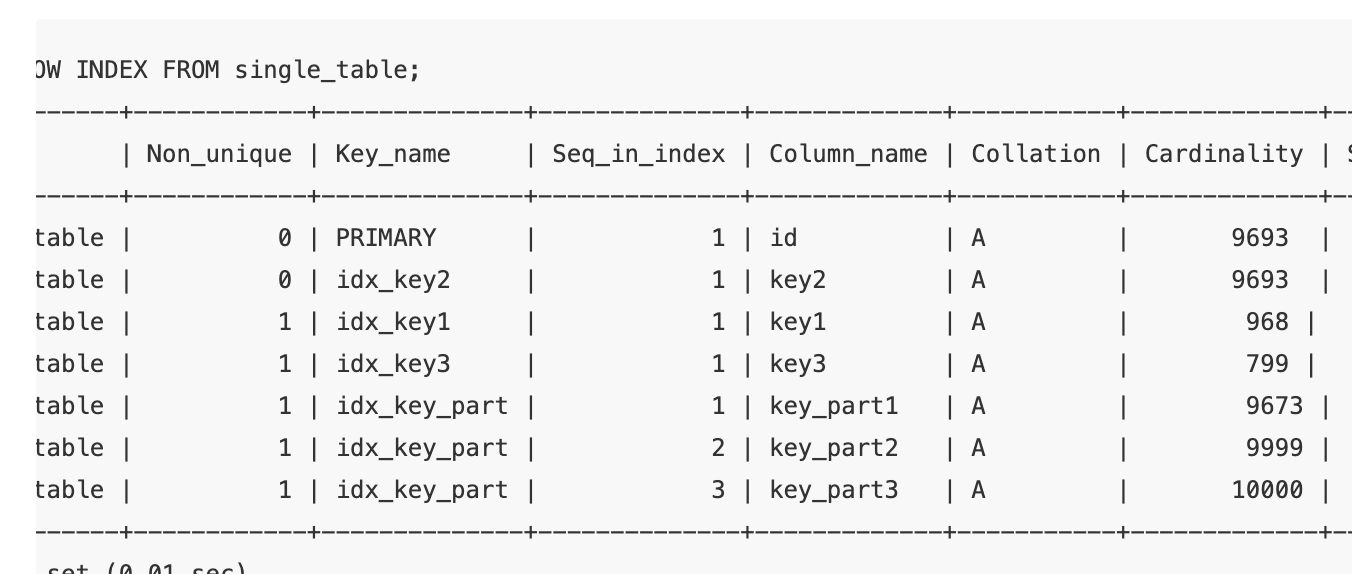 OW INDEX FROM single_table;
------+------------+--------------+--------------+-------------+-----------+-------------+--
      | Non_unique | Key_name     | Seq_in_index | Column_name | Collation | Cardinality | S
------+------------+--------------+--------------+-------------+-----------+-------------+--
table |          0 | PRIMARY      |            1 | id          | A         |       9693  |
table |          0 | idx_key2     |            1 | key2        | A         |       9693  |
table |          1 | idx_key1     |            1 | key1        | A         |        968 |
table |          1 | idx_key3     |            1 | key3        | A         |        799 |
table |          1 | idx_key_part |            1 | key_part1   | A         |        9673 |
table |          1 | idx_key_part |            2 | key_part2   | A         |        9999 |
table |          1 | idx_key_part |            3 | key_part3   | A         |       10000 |
------+------------+--------------+--------------+-------------+-----------+-------------+--
set (0.01 sec)